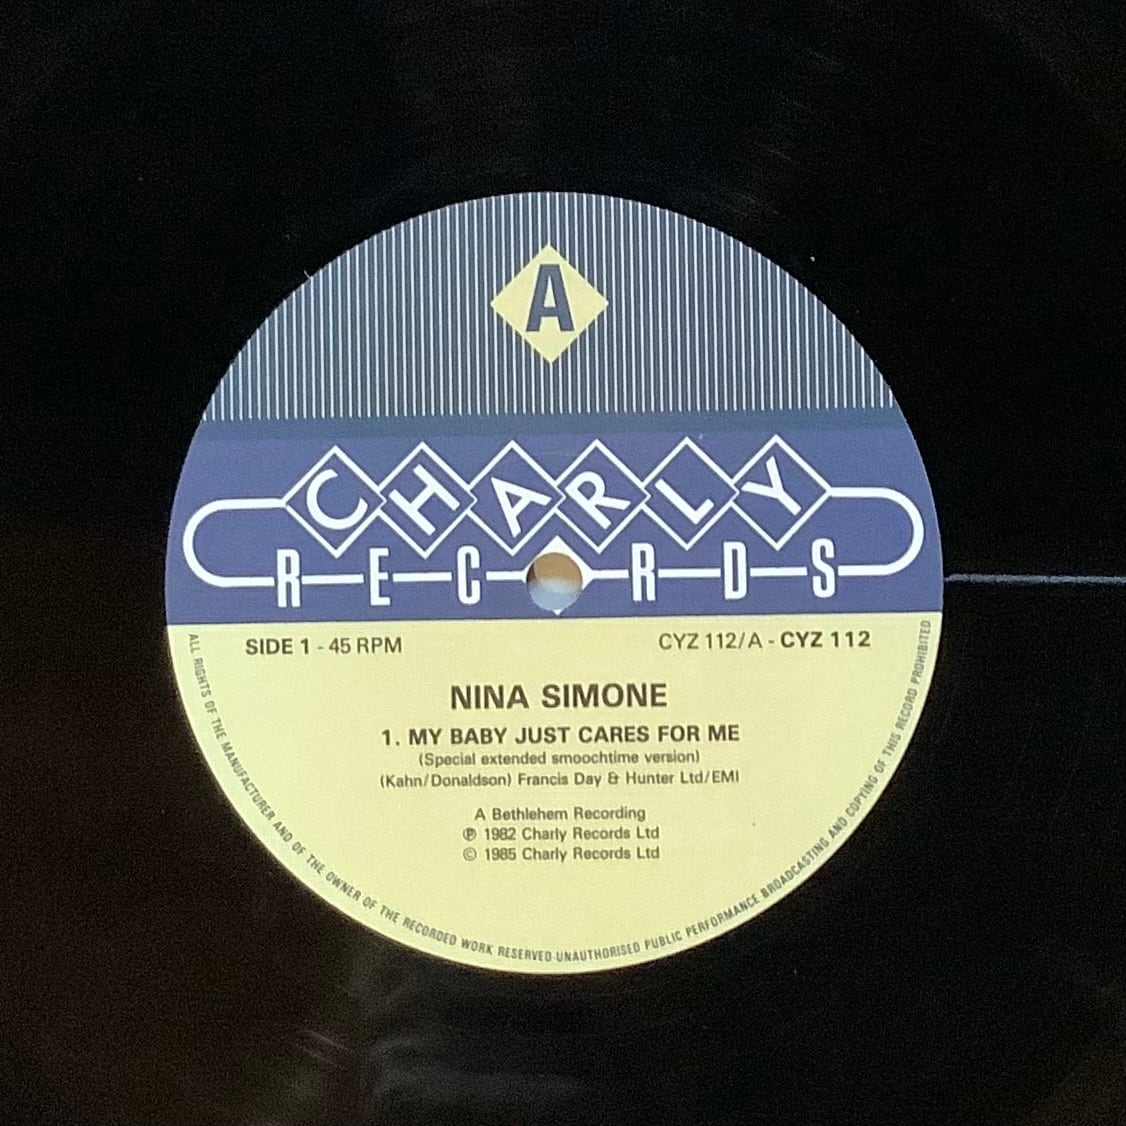 A
CHARLY
RECORDS
SIDE 1 - 45 RPM
CYZ 112/A - CYZ 112
NINA SIMONE
1. MY BABY JUST CARES FOR ME
(Special extended smoochtime version)
(Kahn/Donaldson) Francis Day & Hunter Ltd/EMI
A Bethlehem Recording
℗ 1982 Charly Records Ltd
© 1985 Charly Records Ltd
ALL RIGHTS OF THE MANUFACTURER AND OF THE OWNER OF THE RECORDED WORK RESERVED·UNAUTHORISED PUBLIC PERFORMANCE BROADCASTING AND COPYING OF THIS RECORD PROHIBITED